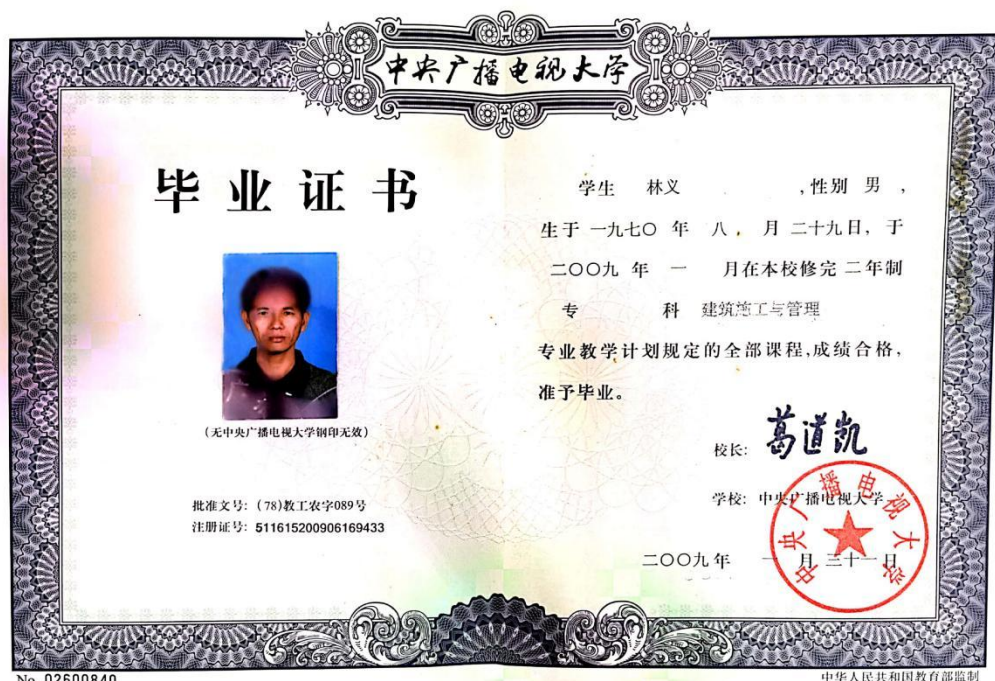 中央广播电视大学
毕业证书
(无中央广播电视大学钢印无效)
批准文号: (78)教工农字089号
注册证号: 511615200906169433
学生 林义 ,性别 男 ,
生于 一九七〇 年 八 月 二十九日, 于
二〇〇九 年 一 月在本校修完 二年制
专 科 建筑施工与管理
专业教学计划规定的全部课程,成绩合格,
准予毕业。
校长: 葛道凯
学校: 中央广播电视大学
中央广播电视大学
二〇〇九年 一 月 三十一日
No 02600840
中华人民共和国教育部监制